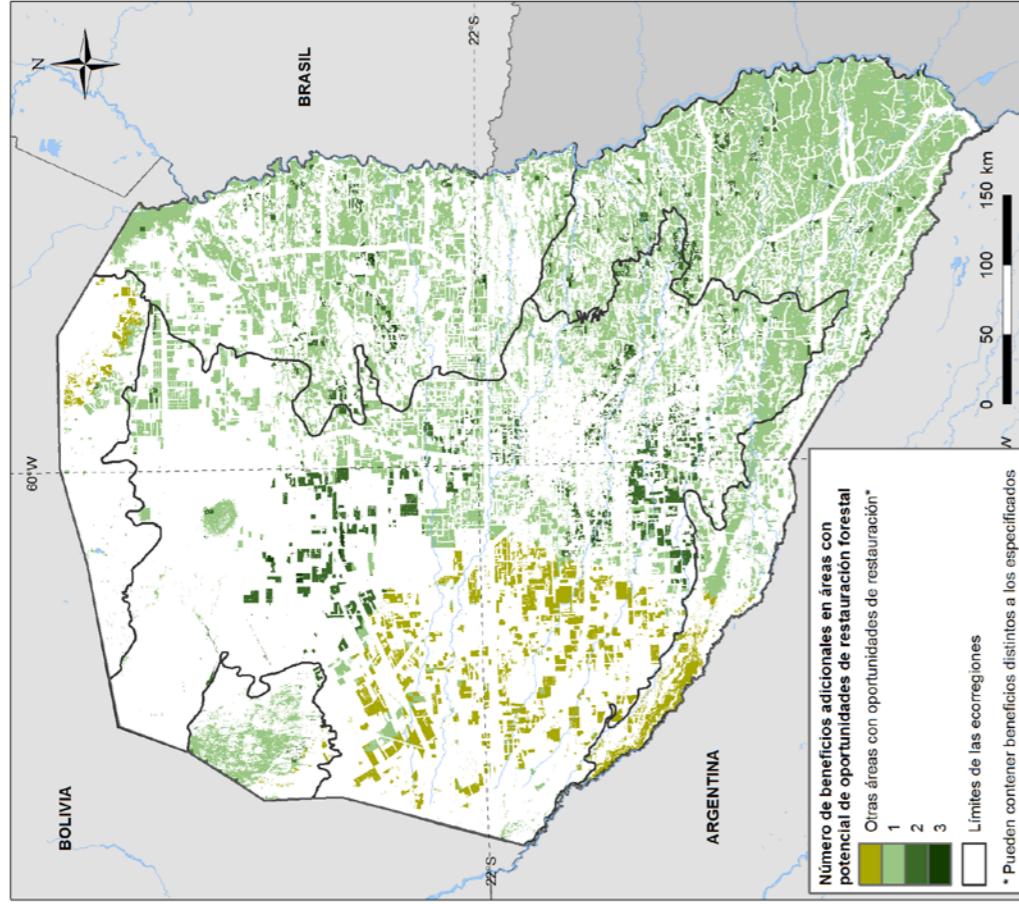 N
BOLIVIA
BRASIL
ARGENTINA
60°W
22°S
22°S
W
Número de beneficios adicionales en áreas con
potencial de oportunidades de restauración forestal
Otras áreas con oportunidades de restauración*
1
2
3
Límites de las ecorregiones
* Pueden contener beneficios distintos a los especificados
0 50 100 150 km